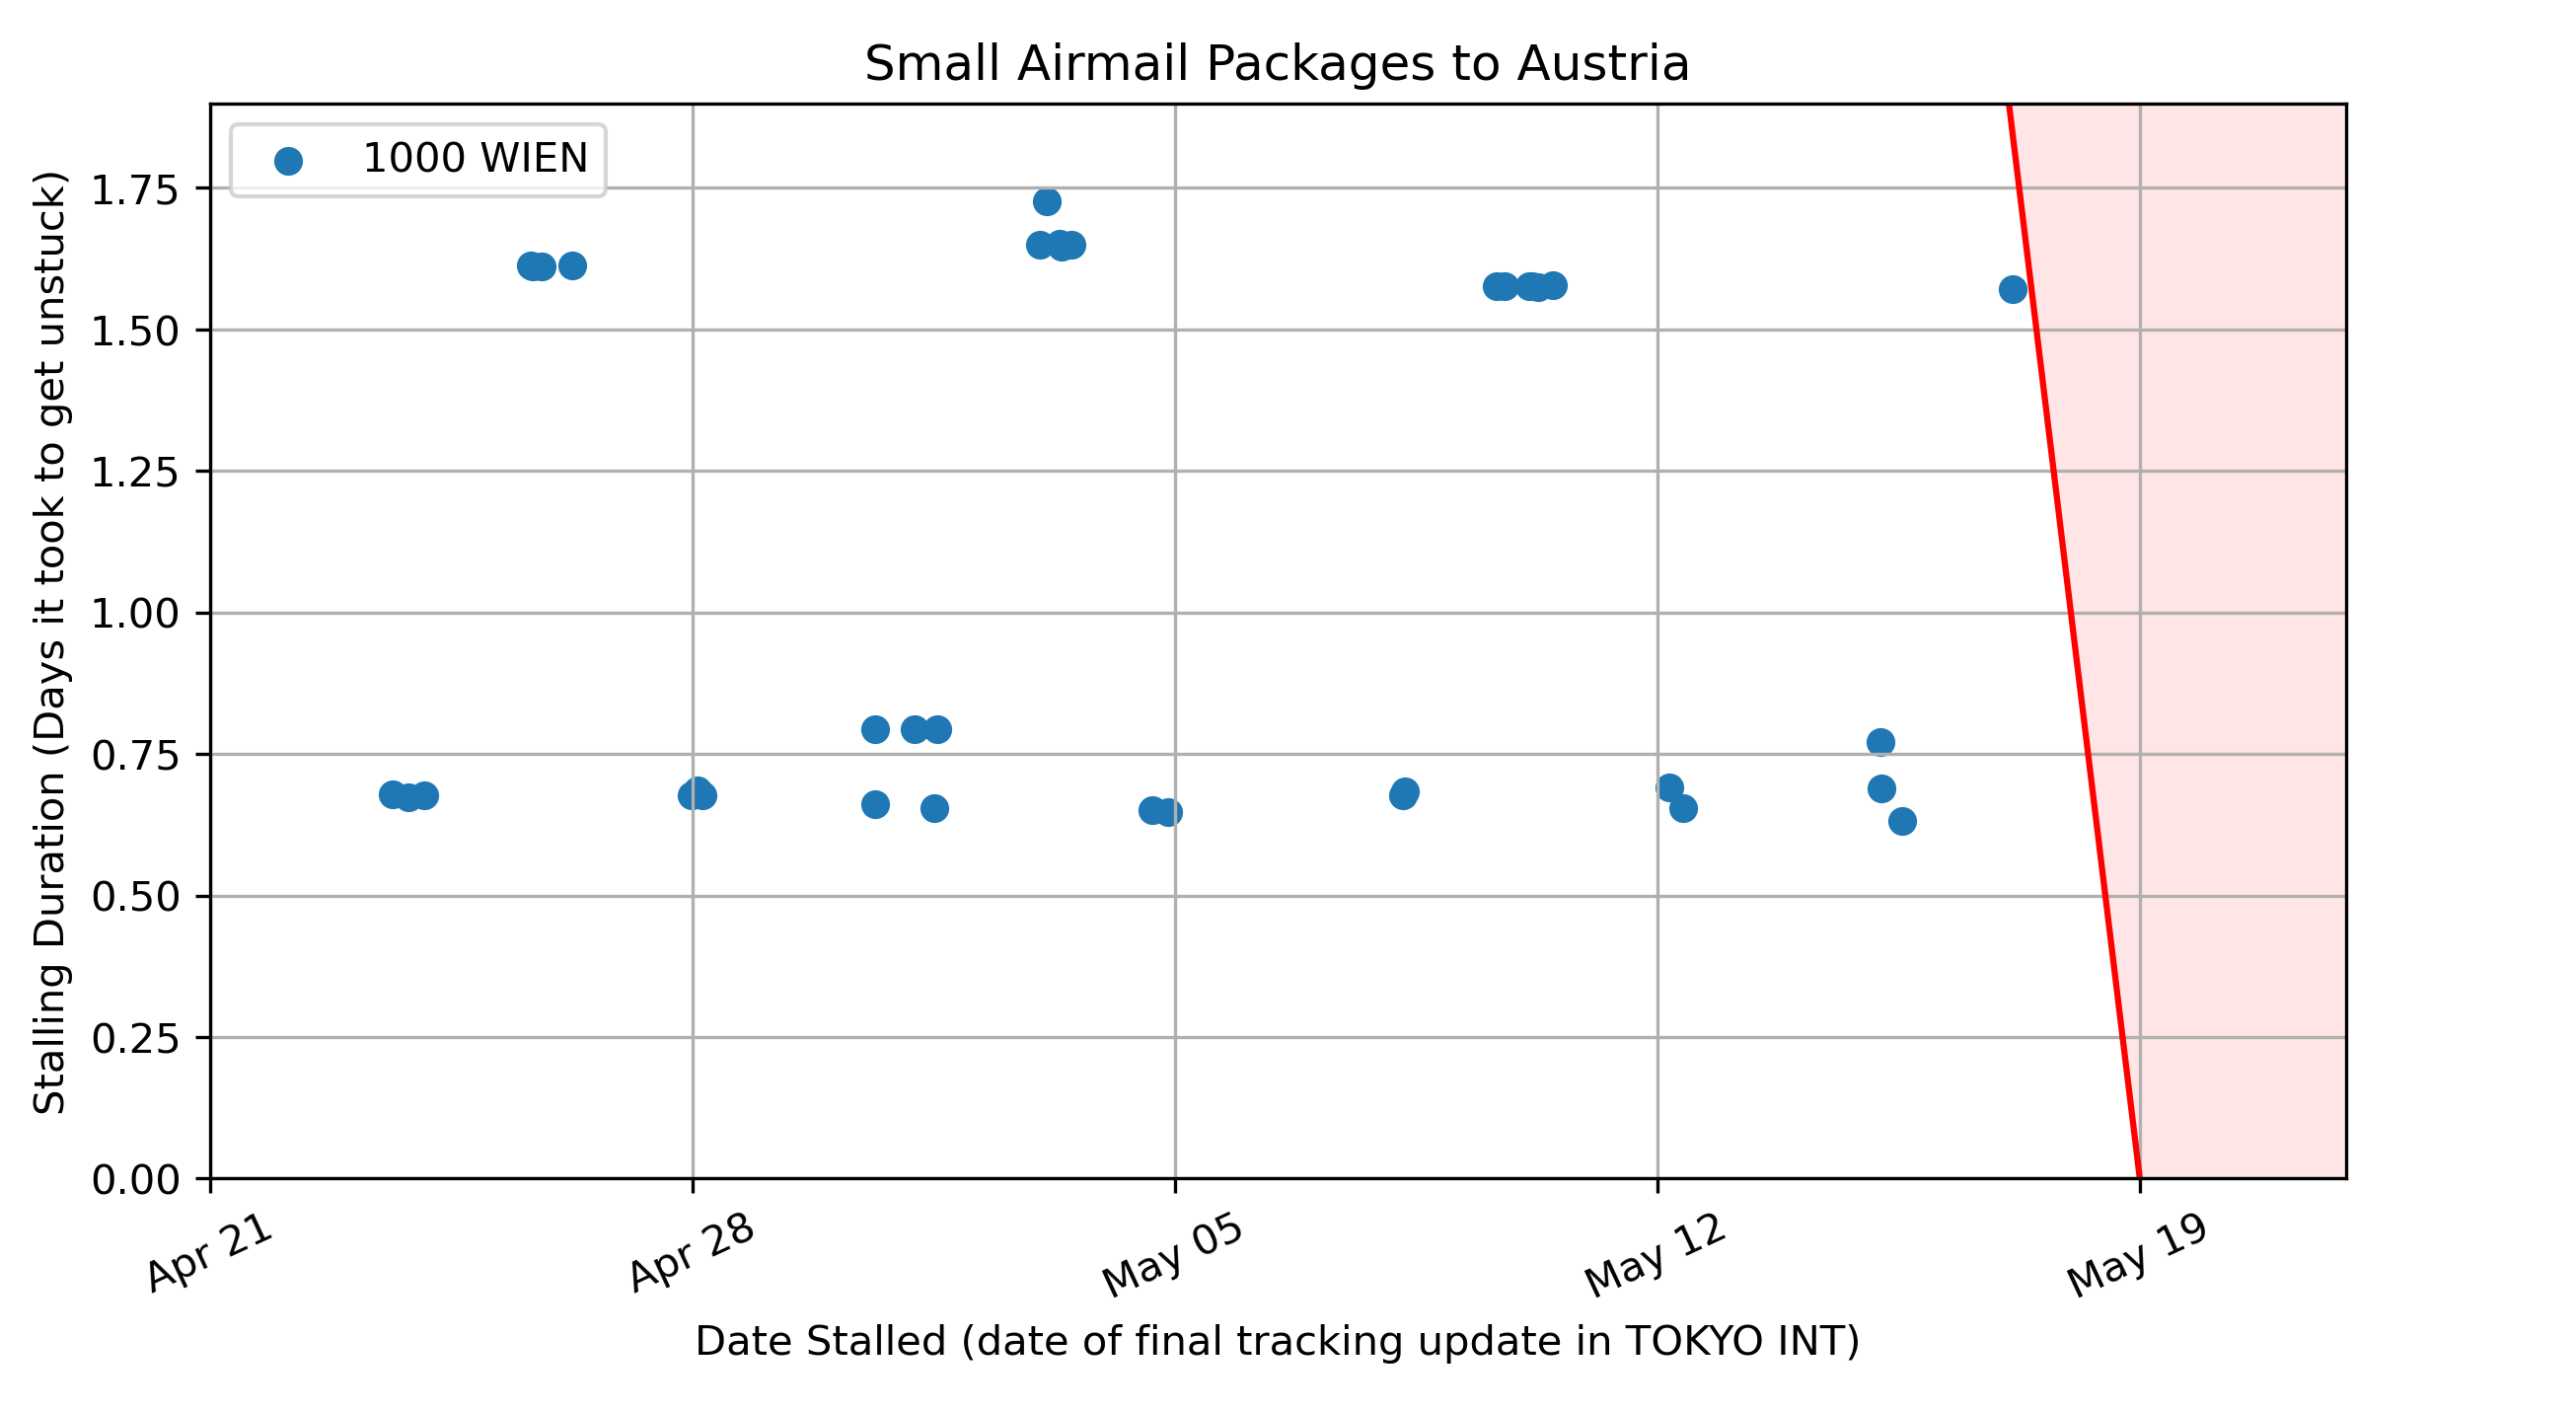 Small Airmail Packages to Austria
1000 WIEN
Stalling Duration (Days it took to get unstuck)
1.75
1.50
1.25
1.00
0.75
0.50
0.25
0.00
Apr 21
Apr 28
May 05
May 12
May 19
Date Stalled (date of final tracking update in TOKYO INT)